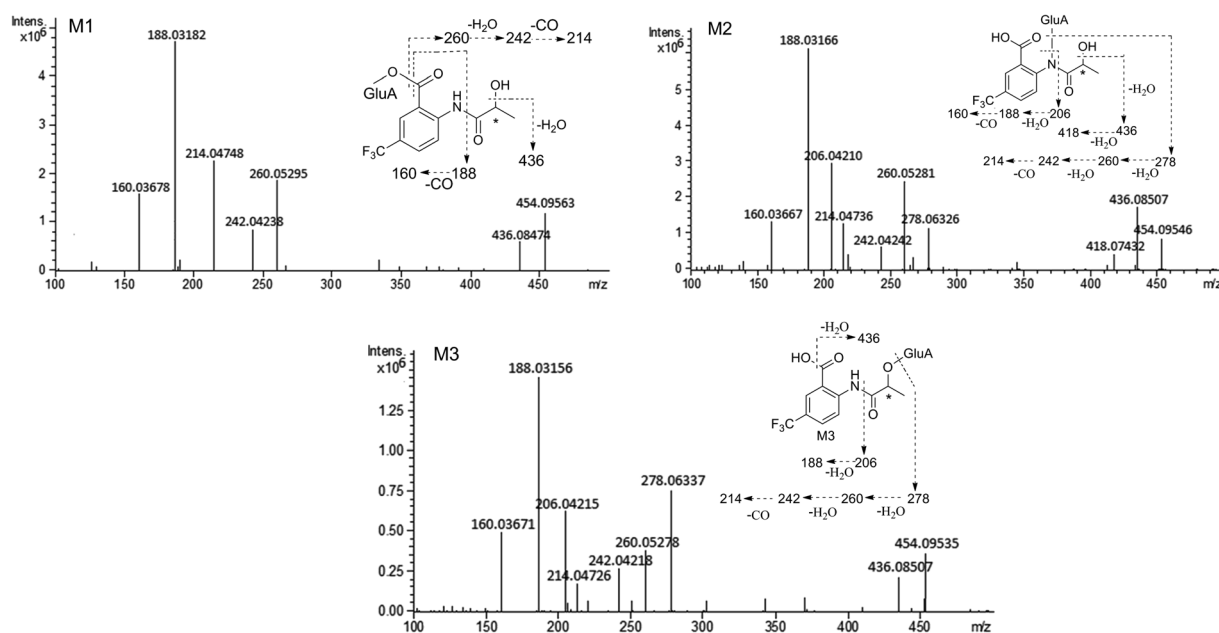 M1
Intens.
x10⁶
4
3
2
1
0
100 150 200 250 300 350 400 450 m/z
188.03182
214.04748
260.05295
160.03678
242.04238
454.09563
436.08474
-H₂O -CO
260 242 214
O O
GluA
OH
H
N
*
O
F₃C
-H₂O
436
160 188
-CO
M2
Intens.
x10⁶
6
5
4
3
2
1
0
100 150 200 250 300 350 400 450 m/z
188.03166
206.04210
260.05281
160.03667
214.04736
278.06326
242.04242
436.08507
454.09546
418.07432
GluA
HO O
OH
N
*
O
F₃C
160 188 206
-CO -H₂O
-H₂O
418 436
-H₂O
214 242 260 278
-CO -H₂O -H₂O
M3
Intens.
x10⁶
1.25
1.00
0.75
0.50
0.25
0.00
100 150 200 250 300 350 400 450 m/z
188.03156
278.06337
206.04215
160.03671
260.05278
242.04218
214.04726
454.09535
436.08507
-H₂O
436
HO O
O GluA
H
N
*
O
F₃C
M3
188 206
-H₂O
214 242 260 278
-CO -H₂O -H₂O